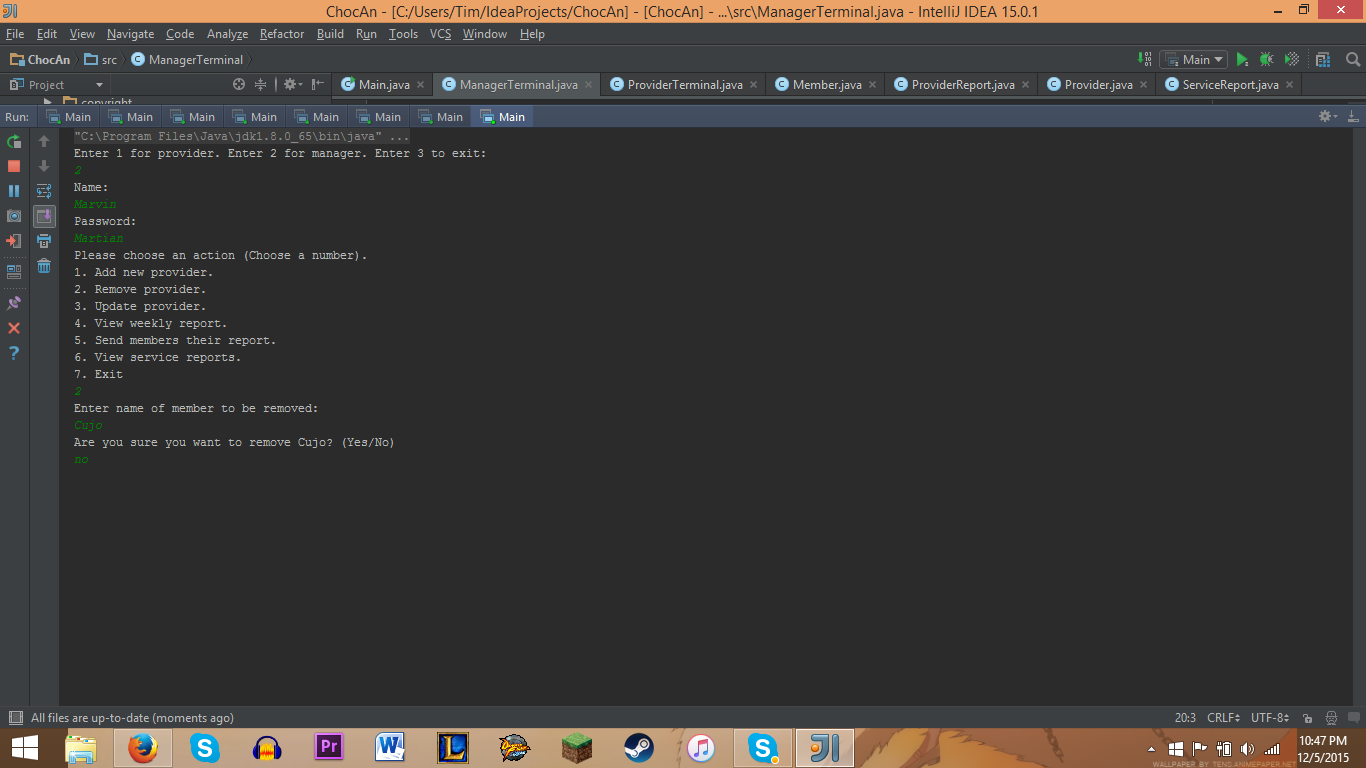 ChocAn - [C:/Users/Tim/IdeaProjects/ChocAn] - [ChocAn] - ...\src\ManagerTerminal.java - IntelliJ IDEA 15.0.1
File Edit View Navigate Code Analyze Refactor Build Run Tools VCS Window Help
ChocAn src ManagerTerminal Main
Project Main.java ManagerTerminal.java ProviderTerminal.java Member.java ProviderReport.java Provider.java ServiceReport.java
copyright
Run: Main Main Main Main Main Main Main Main
"C:\Program Files\Java\jdk1.8.0_65\bin\java" ...
Enter 1 for provider. Enter 2 for manager. Enter 3 to exit:
2
Name:
Marvin
Password:
Martian
Please choose an action (Choose a number).
1. Add new provider.
2. Remove provider.
3. Update provider.
4. View weekly report.
5. Send members their report.
6. View service reports.
7. Exit
2
Enter name of member to be removed:
Cujo
Are you sure you want to remove Cujo? (Yes/No)
no
All files are up-to-date (moments ago) 20:3 CRLF UTF-8
Pr W L
10:47 PM
12/5/2015